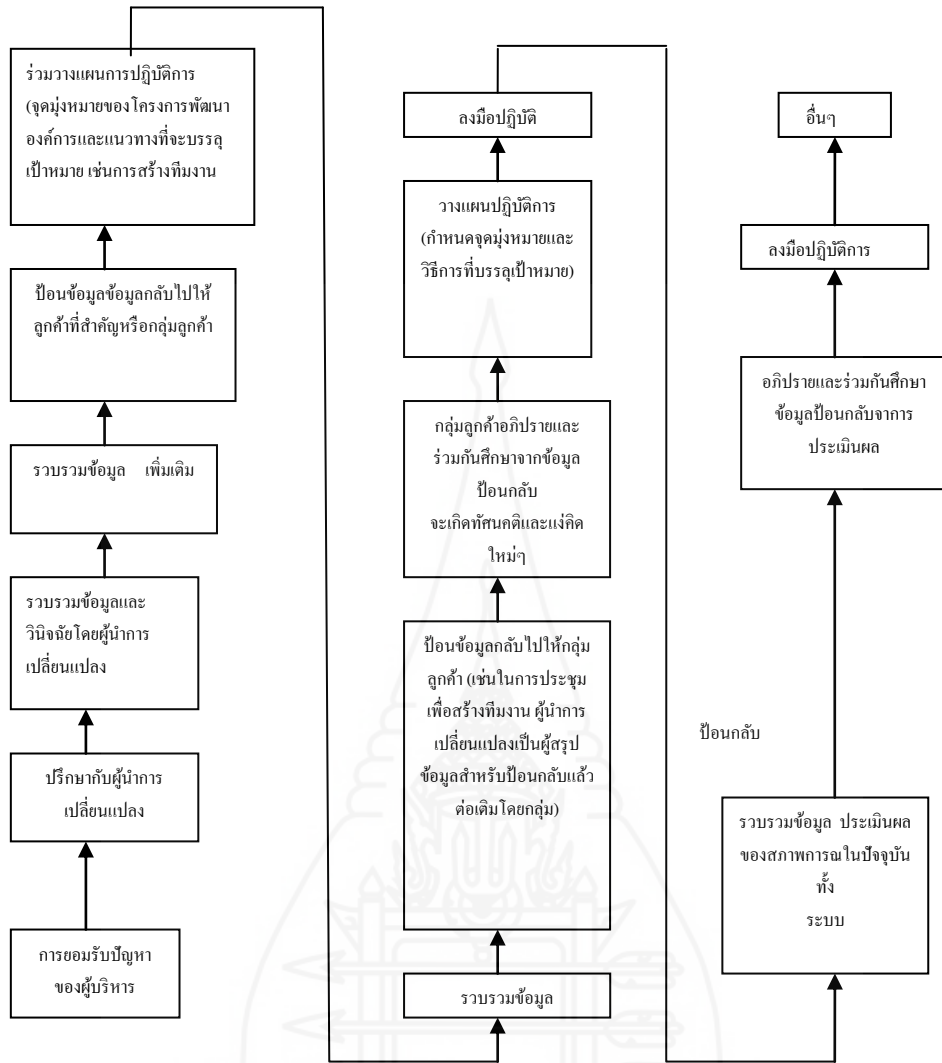 ร่วมวางแผนการปฏิบัติการ
(จุดมุ่งหมายของโครงการพัฒนา
องค์การและแนวทางที่จะบรรลุ
เป้าหมาย เช่นการสร้างทีมงาน
ป้อนข้อมูลข้อมูลกลับไปให้
ลูกค้าที่สำคัญหรือกลุ่มลูกค้า
รวบรวมข้อมูล เพิ่มเติม
รวบรวมข้อมูลและ
วินิจฉัยโดยผู้นำการ
เปลี่ยนแปลง
ปรึกษากับผู้นำการ
เปลี่ยนแปลง
การยอมรับปัญหา
ของผู้บริหาร
ลงมือปฏิบัติ
วางแผนปฏิบัติการ
(กำหนดจุดมุ่งหมายและ
วิธีการที่บรรลุเป้าหมาย)
กลุ่มลูกค้าอภิปรายและ
ร่วมกันศึกษาจากข้อมูล
ป้อนกลับ
จะเกิดทัศนคติและแง่คิด
ใหม่ๆ
ป้อนข้อมูลกลับไปให้กลุ่ม
ลูกค้า (เช่นในการประชุม
เพื่อสร้างทีมงาน ผู้นำการ
เปลี่ยนแปลงเป็นผู้สรุป
ข้อมูลสำหรับป้อนกลับแล้ว
ต่อเติมโดยกลุ่ม)
รวบรวมข้อมูล
อื่นๆ
ลงมือปฏิบัติการ
อภิปรายและร่วมกันศึกษา
ข้อมูลป้อนกลับจาการ
ประเมินผล
ป้อนกลับ
รวบรวมข้อมูล ประเมินผล
ของสภาพการณในปัจจุบัน
ทั้ง
ระบบ